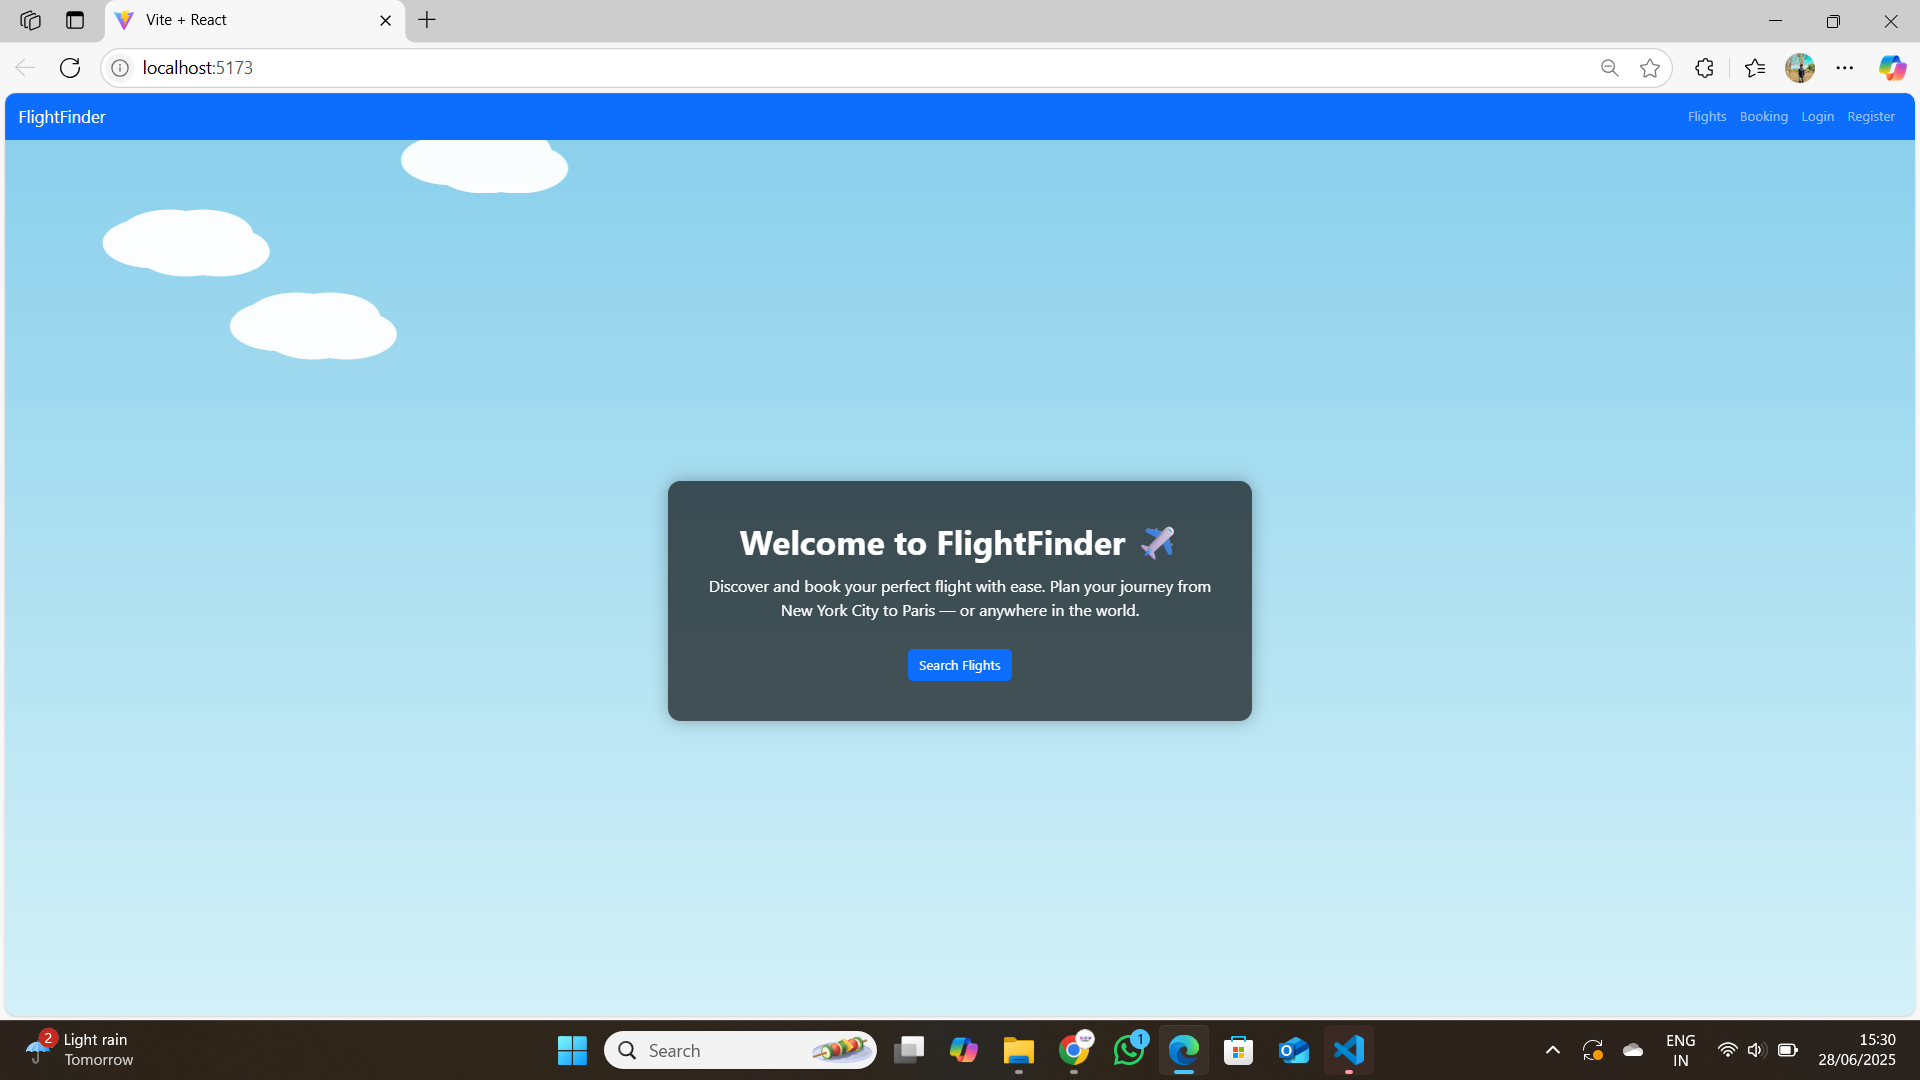 Vite + React
localhost:5173
FlightFinder
Flights Booking Login Register
Welcome to FlightFinder ✈️
Discover and book your perfect flight with ease. Plan your journey from
New York City to Paris — or anywhere in the world.
Search Flights
2
Light rain
Tomorrow
Search
1
ENG
IN
15:30
28/06/2025